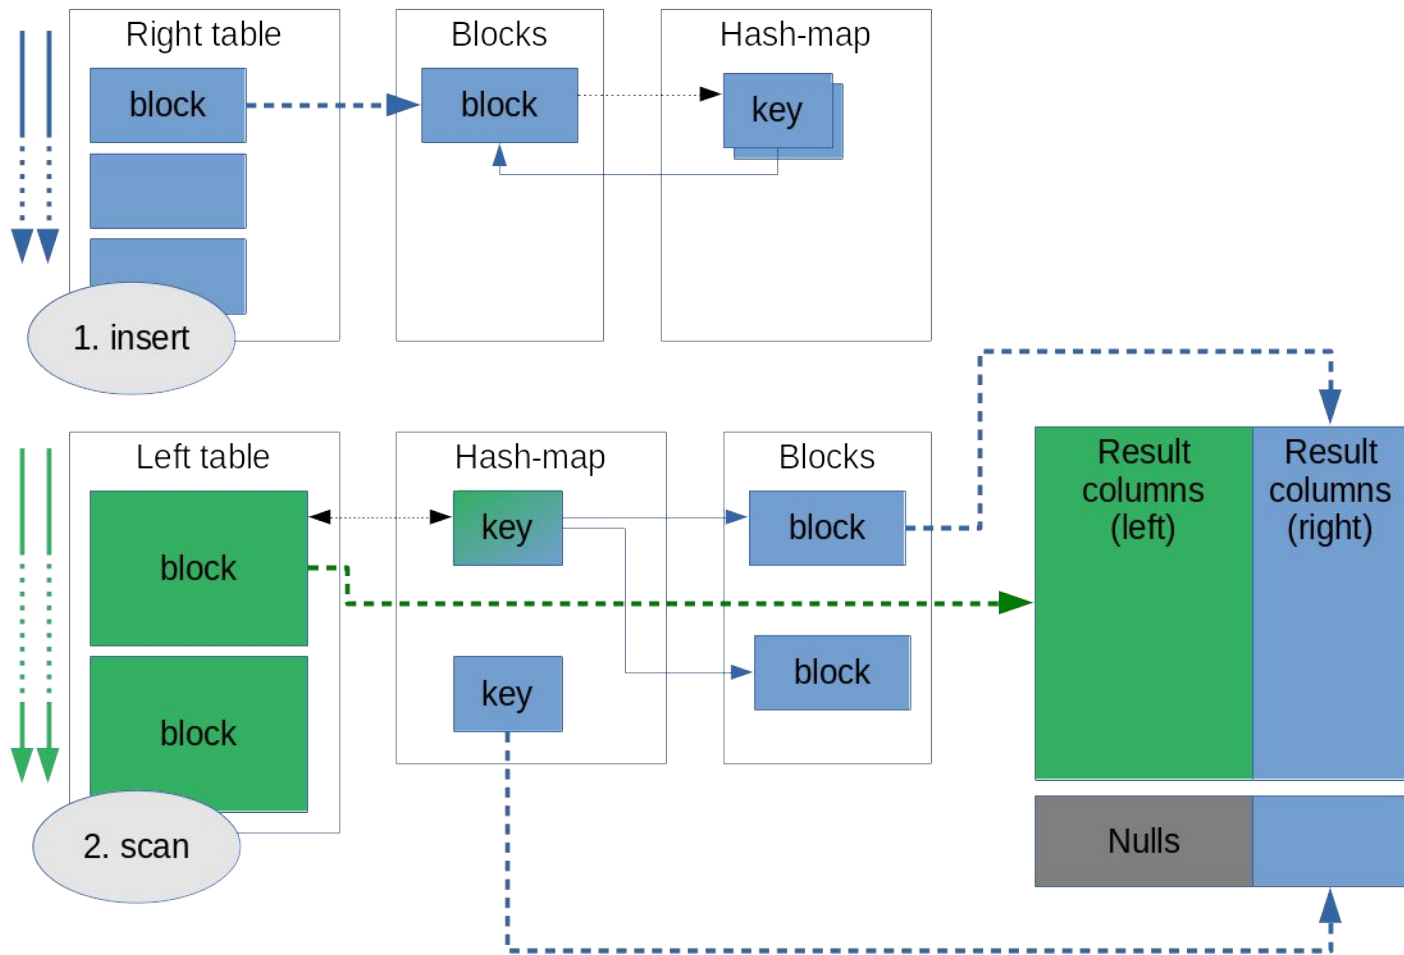 Right table
Blocks
Hash-map
block
block
key
1. insert
Left table
Hash-map
Blocks
Result
columns
(left)
Result
columns
(right)
block
key
block
block
key
block
2. scan
Nulls